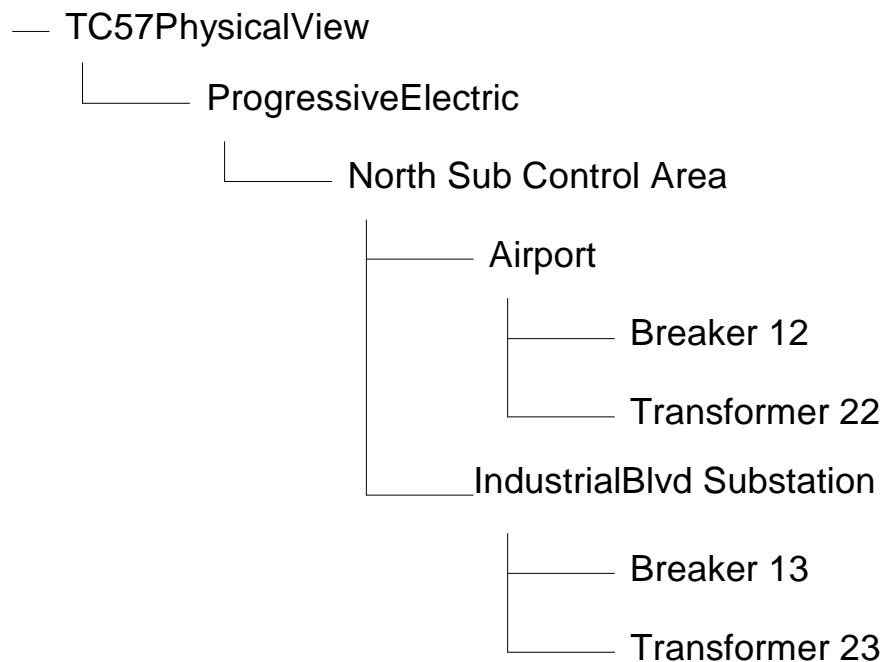 TC57PhysicalView
ProgressiveElectric
North Sub Control Area
Airport
Breaker 12
Transformer 22
IndustrialBlvd Substation
Breaker 13
Transformer 23